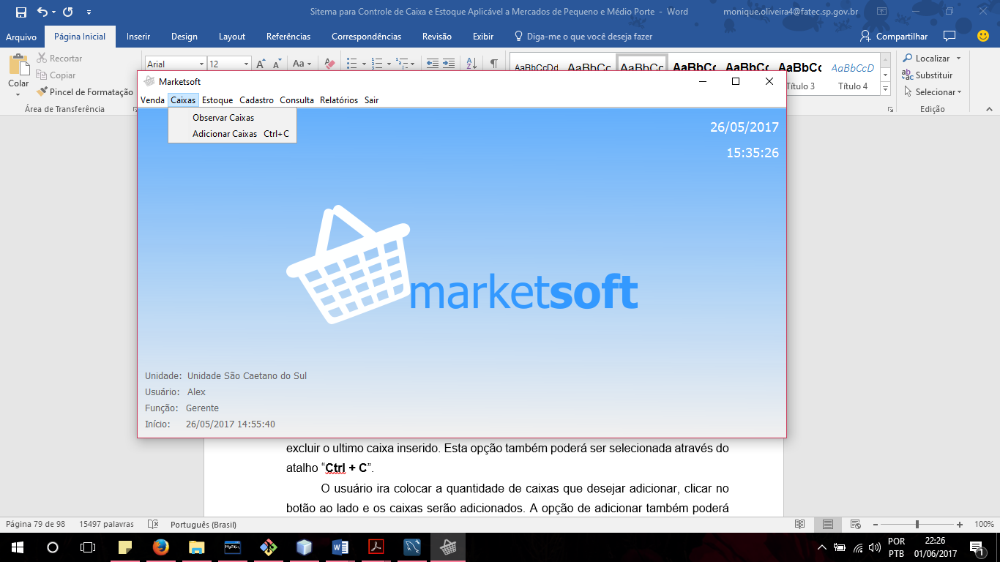 Sitema para Controle de Caixa e Estoque Aplicável a Mercados de Pequeno e Médio Porte - Word
monique.oliveira4@fatec.sp.gov.br
Arquivo Página Inicial Inserir Design Layout Referências Correspondências Revisão Exibir Diga-me o que você deseja fazer Compartilhar
Colar
Recortar
Copiar
Pincel de Formatação
Área de Transferência
Arial 12
Aa
AaBbCcDd AaBbCc AaBbCc AaBbCc AaBbCc AaBbCc AaBbCcD
Título 3 Título 4
Localizar
Substituir
Selecionar
Edição
Marketsoft
Venda Caixas Estoque Cadastro Consulta Relatórios Sair
Observar Caixas
Adicionar Caixas Ctrl+C
26/05/2017
15:35:26
marketsoft
Unidade: Unidade São Caetano do Sul
Usuário: Alex
Função: Gerente
Início: 26/05/2017 14:55:40
excluir o ultimo caixa inserido. Esta opção também poderá ser selecionada através do
atalho “Ctrl + C”.
O usuário ira colocar a quantidade de caixas que desejar adicionar, clicar no
botão ao lado e os caixas serão adicionados. A opção de adicionar também poderá
Página 79 de 98 15497 palavras Português (Brasil) 100%
MySQL
POR
PTB
22:26
01/06/2017
1